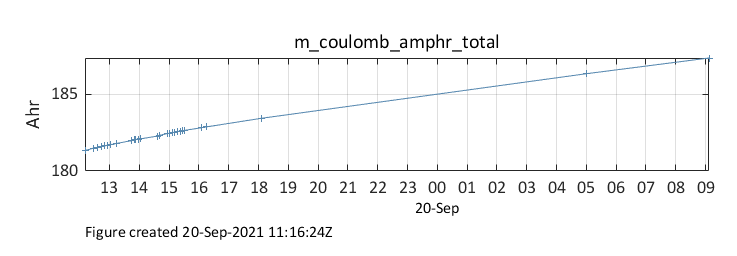 m_coulomb_amphr_total
Ahr
185
180
13 14 15 16 17 18 19 20 21 22 23 00 01 02 03 04 05 06 07 08 09
20-Sep
Figure created 20-Sep-2021 11:16:24Z